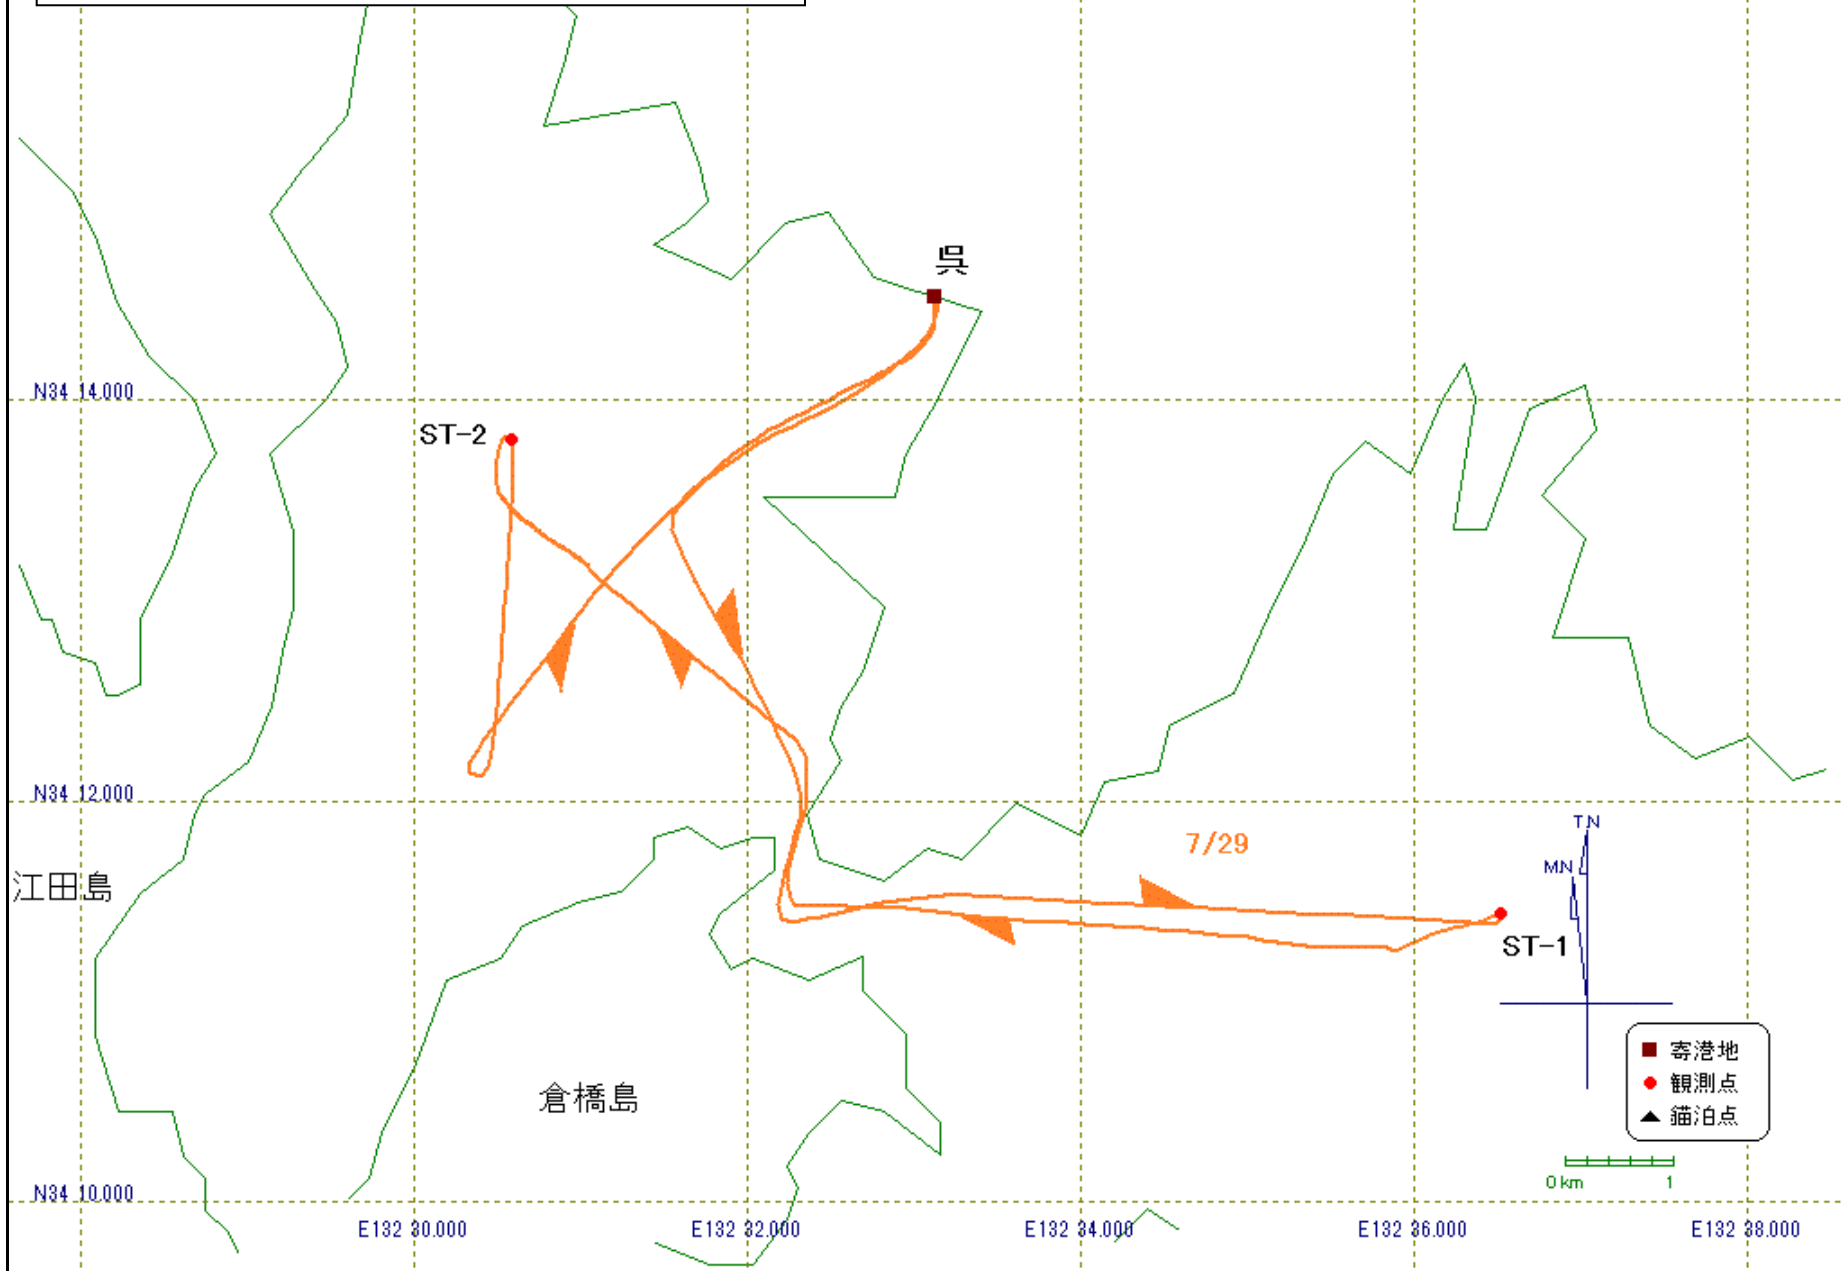 呉
N34 14.000
ST-2
N34 12.000
7/29
TN
MN
江田島
ST-1
倉橋島
寄港地
観測点
錨泊点
0 km 1
N34 10.000
E132 30.000 E132 32.000 E132 34.000 E132 36.000 E132 38.000